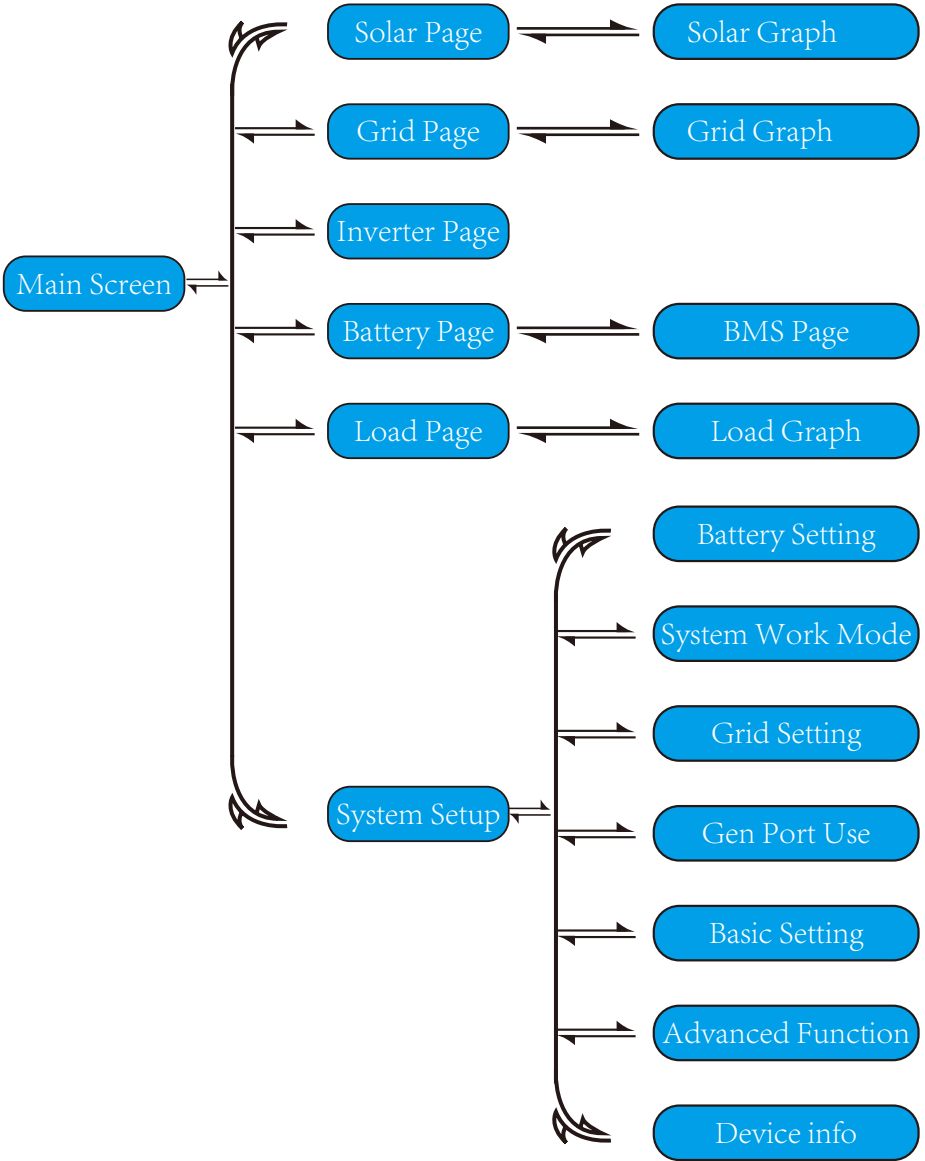 Solar Page
Solar Graph
Grid Page
Grid Graph
Inverter Page
Main Screen
Battery Page
BMS Page
Load Page
Load Graph
Battery Setting
System Work Mode
Grid Setting
System Setup
Gen Port Use
Basic Setting
Advanced Function
Device info